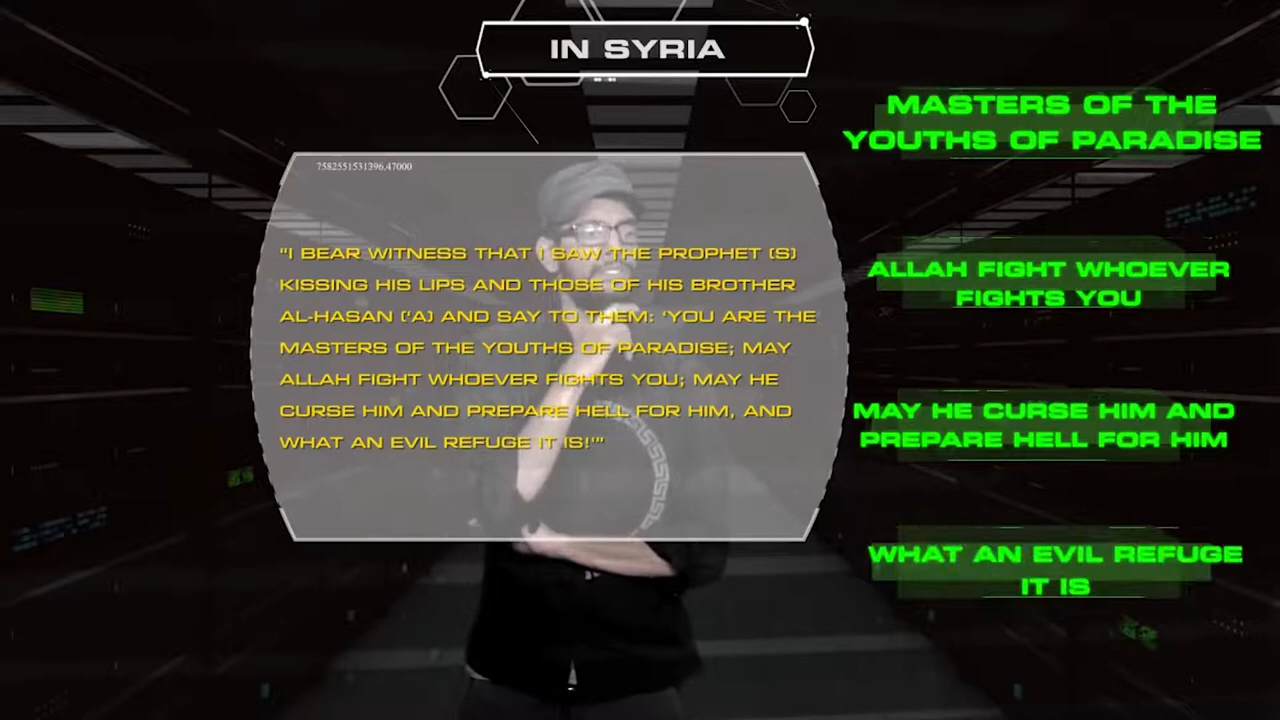 IN SYRIA
7582551531396.47000
"I BEAR WITNESS THAT I SAW THE PROPHET (S)
KISSING HIS LIPS AND THOSE OF HIS BROTHER
AL-HASAN ('A) AND SAY TO THEM: 'YOU ARE THE
MASTERS OF THE YOUTHS OF PARADISE; MAY
ALLAH FIGHT WHOEVER FIGHTS YOU; MAY HE
CURSE HIM AND PREPARE HELL FOR HIM, AND
WHAT AN EVIL REFUGE IT IS!'"
MASTERS OF THE
YOUTHS OF PARADISE
ALLAH FIGHT WHOEVER
FIGHTS YOU
MAY HE CURSE HIM AND
PREPARE HELL FOR HIM
WHAT AN EVIL REFUGE
IT IS